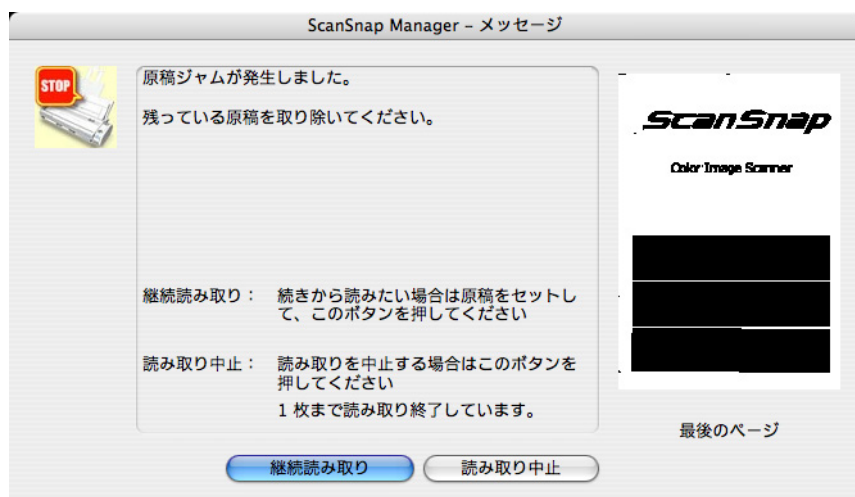 ScanSnap Manager – メッセージ
STOP
原稿ジャムが発生しました。
残っている原稿を取り除いてください。
継続読み取り： 続きから読みたい場合は原稿をセットし
て、このボタンを押してください
読み取り中止： 読み取りを中止する場合はこのボタンを
押してください
1 枚まで読み取り終了しています。
ScanSnap
Color Image Scanner
最後のページ
継続読み取り
読み取り中止